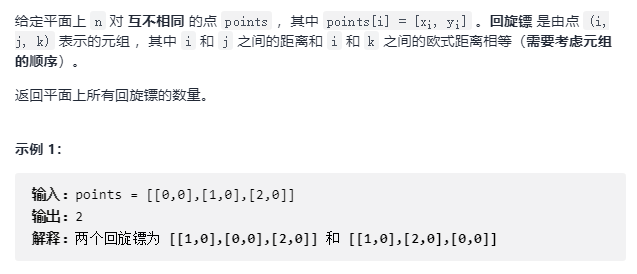 给定平面上 n 对 互不相同 的点 points ，其中 points[i] = [xi, yi] 。回旋镖 是由点 (i,
j, k) 表示的元组 ，其中 i 和 j 之间的距离和 i 和 k 之间的欧式距离相等（需要考虑元组
的顺序）。
返回平面上所有回旋镖的数量。
示例 1：
输入：points = [[0,0],[1,0],[2,0]]
输出：2
解释：两个回旋镖为 [[1,0],[0,0],[2,0]] 和 [[1,0],[2,0],[0,0]]